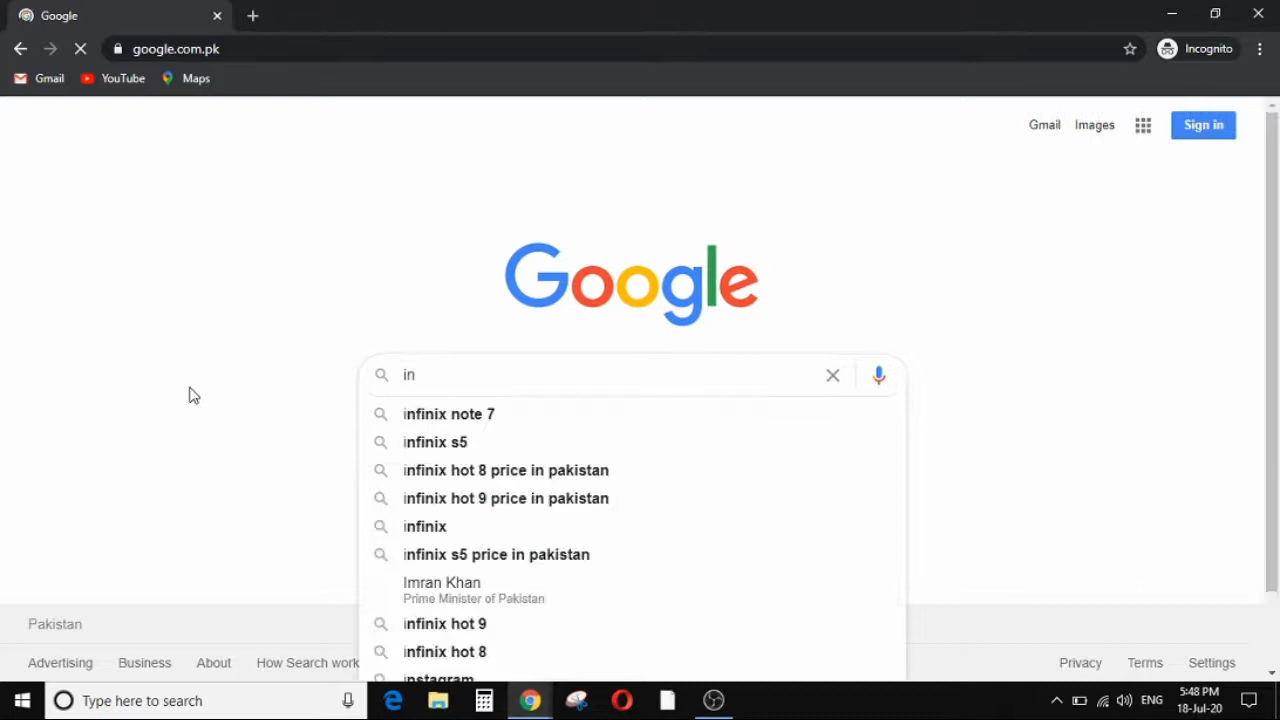 Google
google.com.pk
Incognito
Gmail YouTube Maps
Gmail Images Sign in
Google
in
infinix note 7
infinix s5
infinix hot 8 price in pakistan
infinix hot 9 price in pakistan
infinix
infinix s5 price in pakistan
Imran Khan
Prime Minister of Pakistan
infinix hot 9
infinix hot 8
instagram
Pakistan
Advertising Business About How Search work
Privacy Terms Settings
Type here to search
ENG
5:48 PM
18-Jul-20